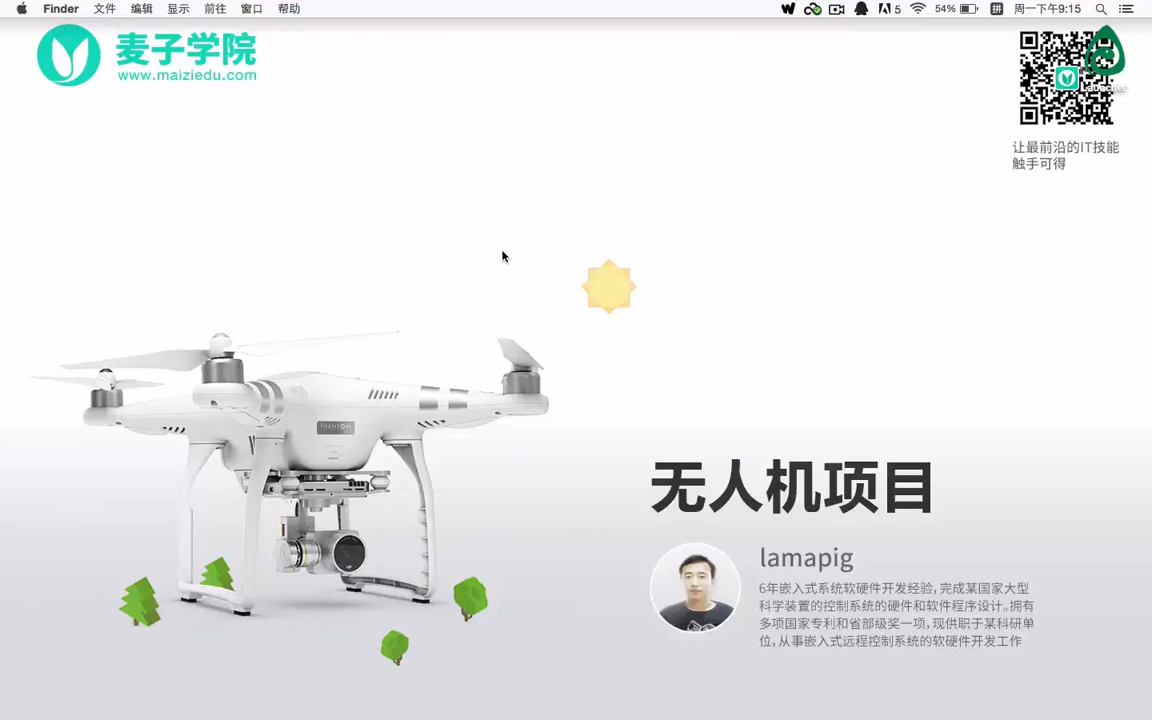 Finder 文件 编辑 显示 前往 窗口 帮助 5 54% 拼 周一下午9:15
麦子学院
www.maiziedu.com
Launcher
让最前沿的IT技能
触手可得
PHANTOM
无人机项目
lamapig
6年嵌入式系统软硬件开发经验,完成某国家大型
科学装置的控制系统的硬件和软件程序设计。拥有
多项国家专利和省部级奖一项,现供职于某科研单
位,从事嵌入式远程控制系统的软硬件开发工作